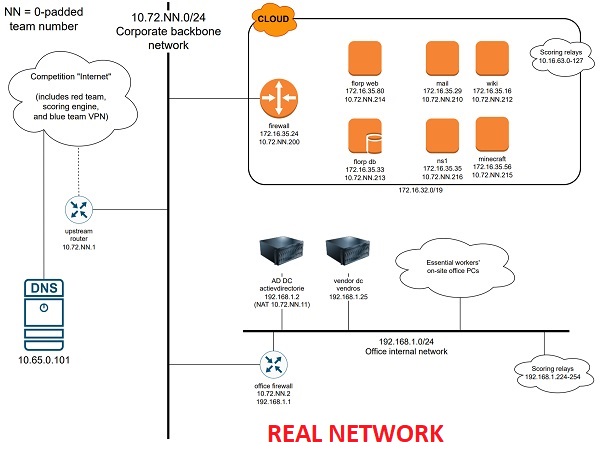 NN = 0-padded
team number
10.72.NN.0/24
Corporate backbone
network
CLOUD
Competition "Internet"
(includes red team,
scoring engine,
and blue team VPN)
Scoring relays
10.16.63.0-127
florp web
172.16.35.80
10.72.NN.214
mail
172.16.35.29
10.72.NN.210
wiki
172.16.35.16
10.72.NN.212
firewall
172.16.35.24
10.72.NN.200
florp db
172.16.35.33
10.72.NN.213
ns1
172.16.35.35
10.72.NN.216
minecraft
172.16.35.56
10.72.NN.215
172.16.32.0/19
upstream
router
10.72.NN.1
DNS
10.65.0.101
AD DC
actievdirectorie
192.168.1.2
(NAT 10.72.NN.11)
vendor dc
vendros
192.168.1.25
Essential workers'
on-site office PCs
192.168.1.0/24
Office internal network
office firewall
10.72.NN.2
192.168.1.1
Scoring relays
192.168.1.224-254
REAL NETWORK